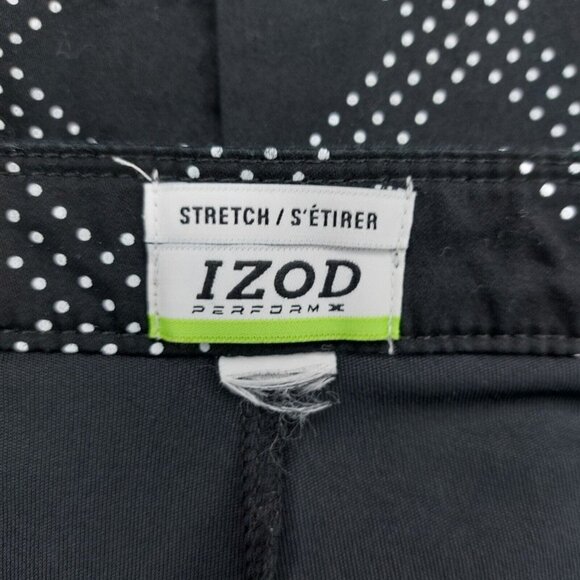 STRETCH / S'ÉTIRER
IZOD
PERFORM X